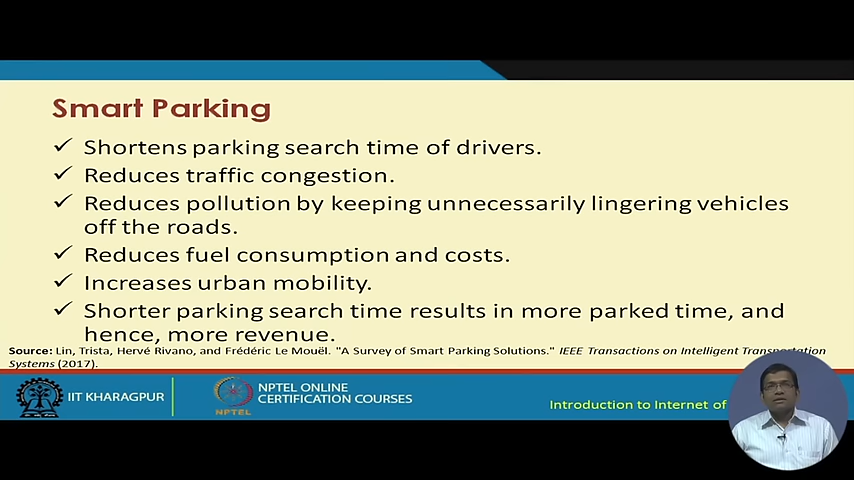 Smart Parking
✓ Shortens parking search time of drivers.
✓ Reduces traffic congestion.
✓ Reduces pollution by keeping unnecessarily lingering vehicles
off the roads.
✓ Reduces fuel consumption and costs.
✓ Increases urban mobility.
✓ Shorter parking search time results in more parked time, and
hence, more revenue.
Source: Lin, Trista, Hervé Rivano, and Frédéric Le Mouël. "A Survey of Smart Parking Solutions." IEEE Transactions on Intelligent Transportation
Systems (2017).
IIT KHARAGPUR
NPTEL
NPTEL ONLINE
CERTIFICATION COURSES
Introduction to Internet of